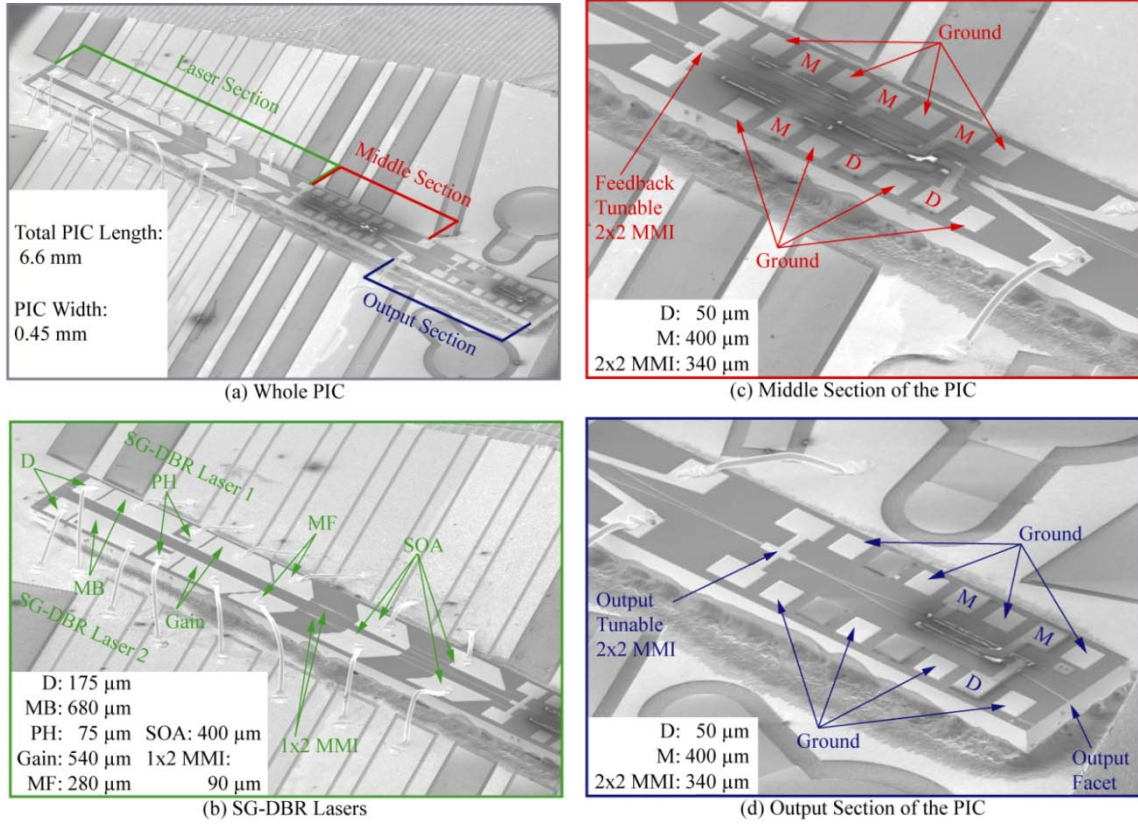 Laser Section
Middle Section
Output Section
Total PIC Length:
6.6 mm
PIC Width:
0.45 mm
(a) Whole PIC
Ground
M
M
M
D
D
Feedback
Tunable
2x2 MMI
Ground
D: 50 µm
M: 400 µm
2x2 MMI: 340 µm
(c) Middle Section of the PIC
SG-DBR Laser 1
D
PH
MF
SOA
MB
Gain
SG-DBR Laser 2
1x2 MMI
D: 175 µm
MB: 680 µm
PH: 75 µm
Gain: 540 µm
MF: 280 µm
SOA: 400 µm
1x2 MMI:
90 µm
(b) SG-DBR Lasers
Ground
M
M
D
Output
Tunable
2x2 MMI
Ground
Output
Facet
D: 50 µm
M: 400 µm
2x2 MMI: 340 µm
(d) Output Section of the PIC